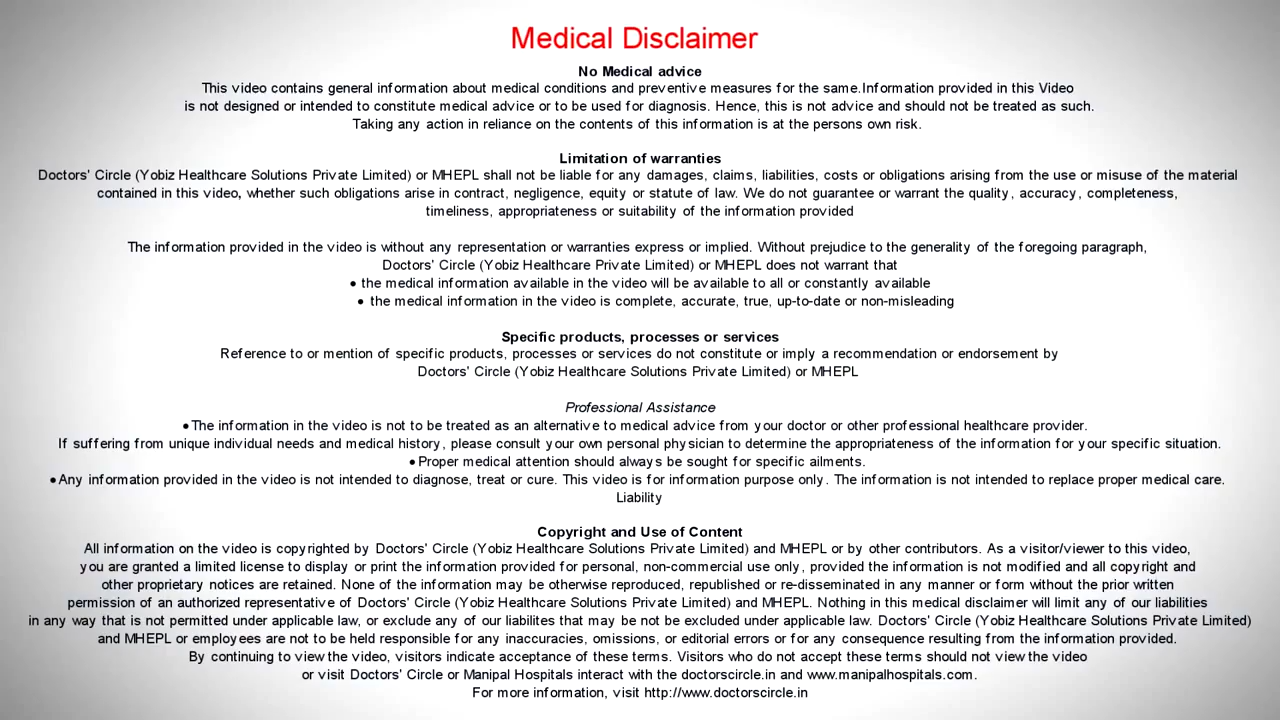 Medical Disclaimer
No Medical advice
This video contains general information about medical conditions and preventive measures for the same.Information provided in this Video
is not designed or intended to constitute medical advice or to be used for diagnosis. Hence, this is not advice and should not be treated as such.
Taking any action in reliance on the contents of this information is at the persons own risk.
Limitation of warranties
Doctors' Circle (Yobiz Healthcare Solutions Private Limited) or MHEPL shall not be liable for any damages, claims, liabilities, costs or obligations arising from the use or misuse of the material
contained in this video, whether such obligations arise in contract, negligence, equity or statute of law. We do not guarantee or warrant the quality, accuracy, completeness,
timeliness, appropriateness or suitability of the information provided
The information provided in the video is without any representation or warranties express or implied. Without prejudice to the generality of the foregoing paragraph,
Doctors' Circle (Yobiz Healthcare Private Limited) or MHEPL does not warrant that
• the medical information available in the video will be available to all or constantly available
• the medical information in the video is complete, accurate, true, up-to-date or non-misleading
Specific products, processes or services
Reference to or mention of specific products, processes or services do not constitute or imply a recommendation or endorsement by
Doctors' Circle (Yobiz Healthcare Solutions Private Limited) or MHEPL
Professional Assistance
•The information in the video is not to be treated as an alternative to medical advice from your doctor or other professional healthcare provider.
If suffering from unique individual needs and medical history, please consult your own personal physician to determine the appropriateness of the information for your specific situation.
•Proper medical attention should always be sought for specific ailments.
•Any information provided in the video is not intended to diagnose, treat or cure. This video is for information purpose only. The information is not intended to replace proper medical care.
Liability
Copyright and Use of Content
All information on the video is copyrighted by Doctors' Circle (Yobiz Healthcare Solutions Private Limited) and MHEPL or by other contributors. As a visitor/viewer to this video,
you are granted a limited license to display or print the information provided for personal, non-commercial use only, provided the information is not modified and all copyright and
other proprietary notices are retained. None of the information may be otherwise reproduced, republished or re-disseminated in any manner or form without the prior written
permission of an authorized representative of Doctors' Circle (Yobiz Healthcare Solutions Private Limited) and MHEPL. Nothing in this medical disclaimer will limit any of our liabilities
in any way that is not permitted under applicable law, or exclude any of our liabilites that may be not be excluded under applicable law. Doctors' Circle (Yobiz Healthcare Solutions Private Limited)
and MHEPL or employees are not to be held responsible for any inaccuracies, omissions, or editorial errors or for any consequence resulting from the information provided.
By continuing to view the video, visitors indicate acceptance of these terms. Visitors who do not accept these terms should not view the video
or visit Doctors' Circle or Manipal Hospitals interact with the doctorscircle.in and www.manipalhospitals.com.
For more information, visit http://www.doctorscircle.in